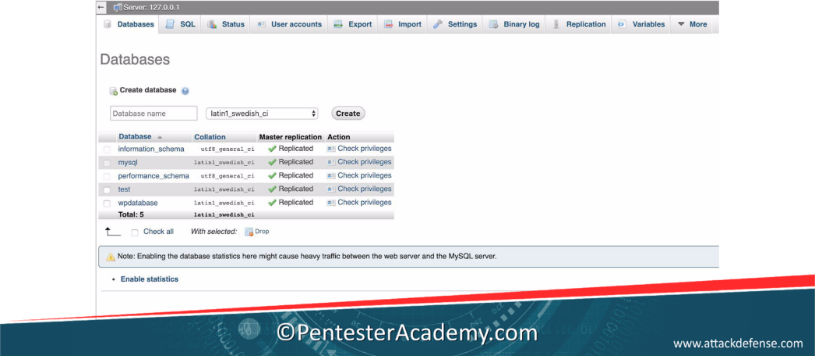 Server: 127.0.0.1
Databases SQL Status User accounts Export Import Settings Binary log Replication Variables More
Databases
Create database
Database name latin1_swedish_ci Create
Database Collation Master replication Action
information_schema utf8_general_ci Replicated Check privileges
mysql latin1_swedish_ci Replicated Check privileges
performance_schema utf8_general_ci Replicated Check privileges
test latin1_swedish_ci Replicated Check privileges
wpdatabase latin1_swedish_ci Replicated Check privileges
Total: 5 latin1_swedish_ci
Check all With selected: Drop
Note: Enabling the database statistics here might cause heavy traffic between the web server and the MySQL server.
Enable statistics
©PentesterAcademy.com
www.attackdefense.com